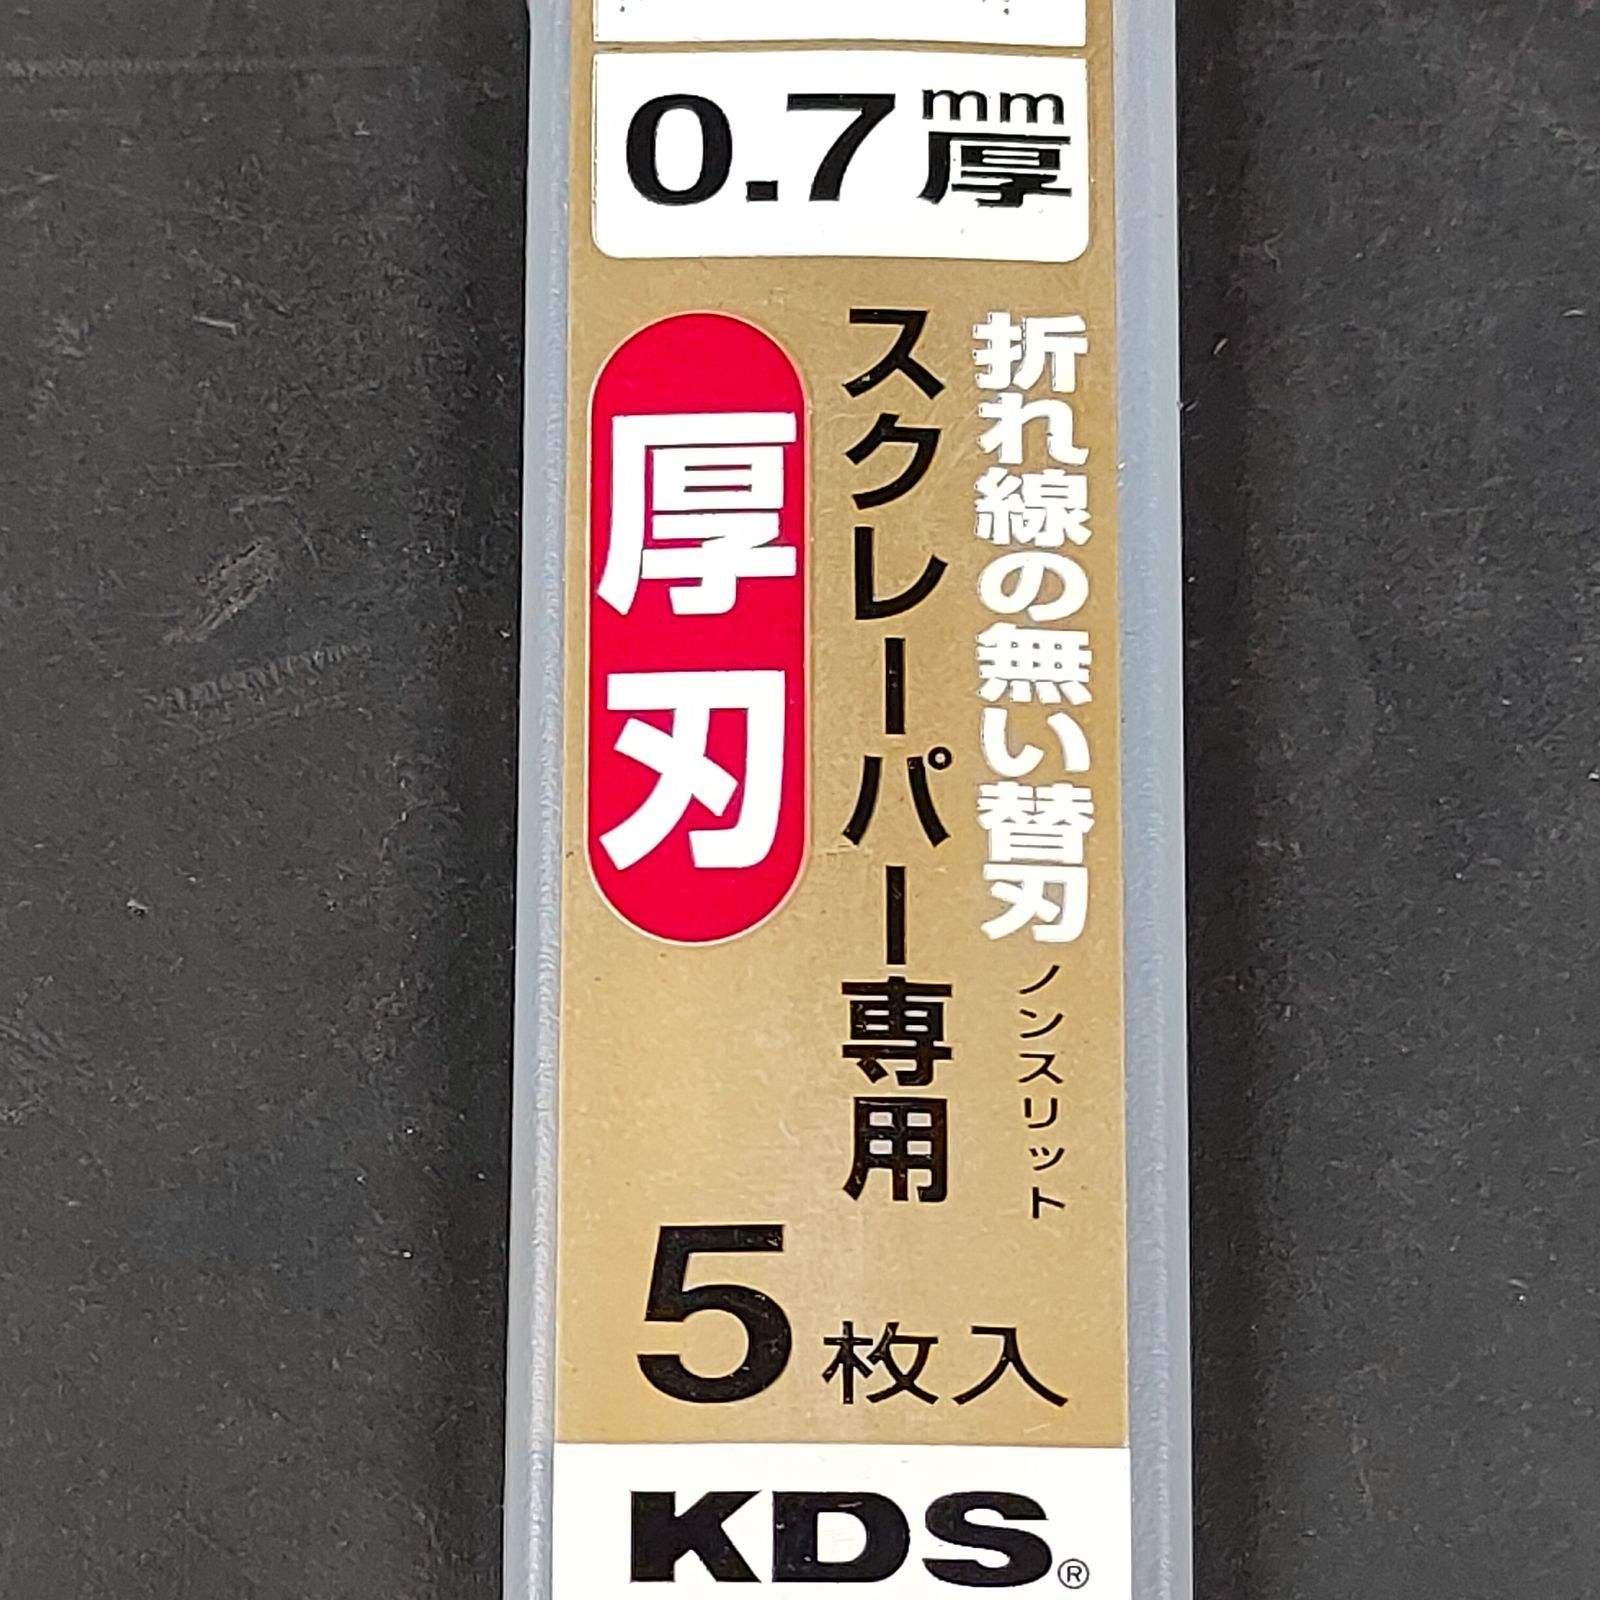 0.7mm厚
折れ線の無い替刃 ノンスリット
スクレーパー専用
厚刃
5枚入
KDS®